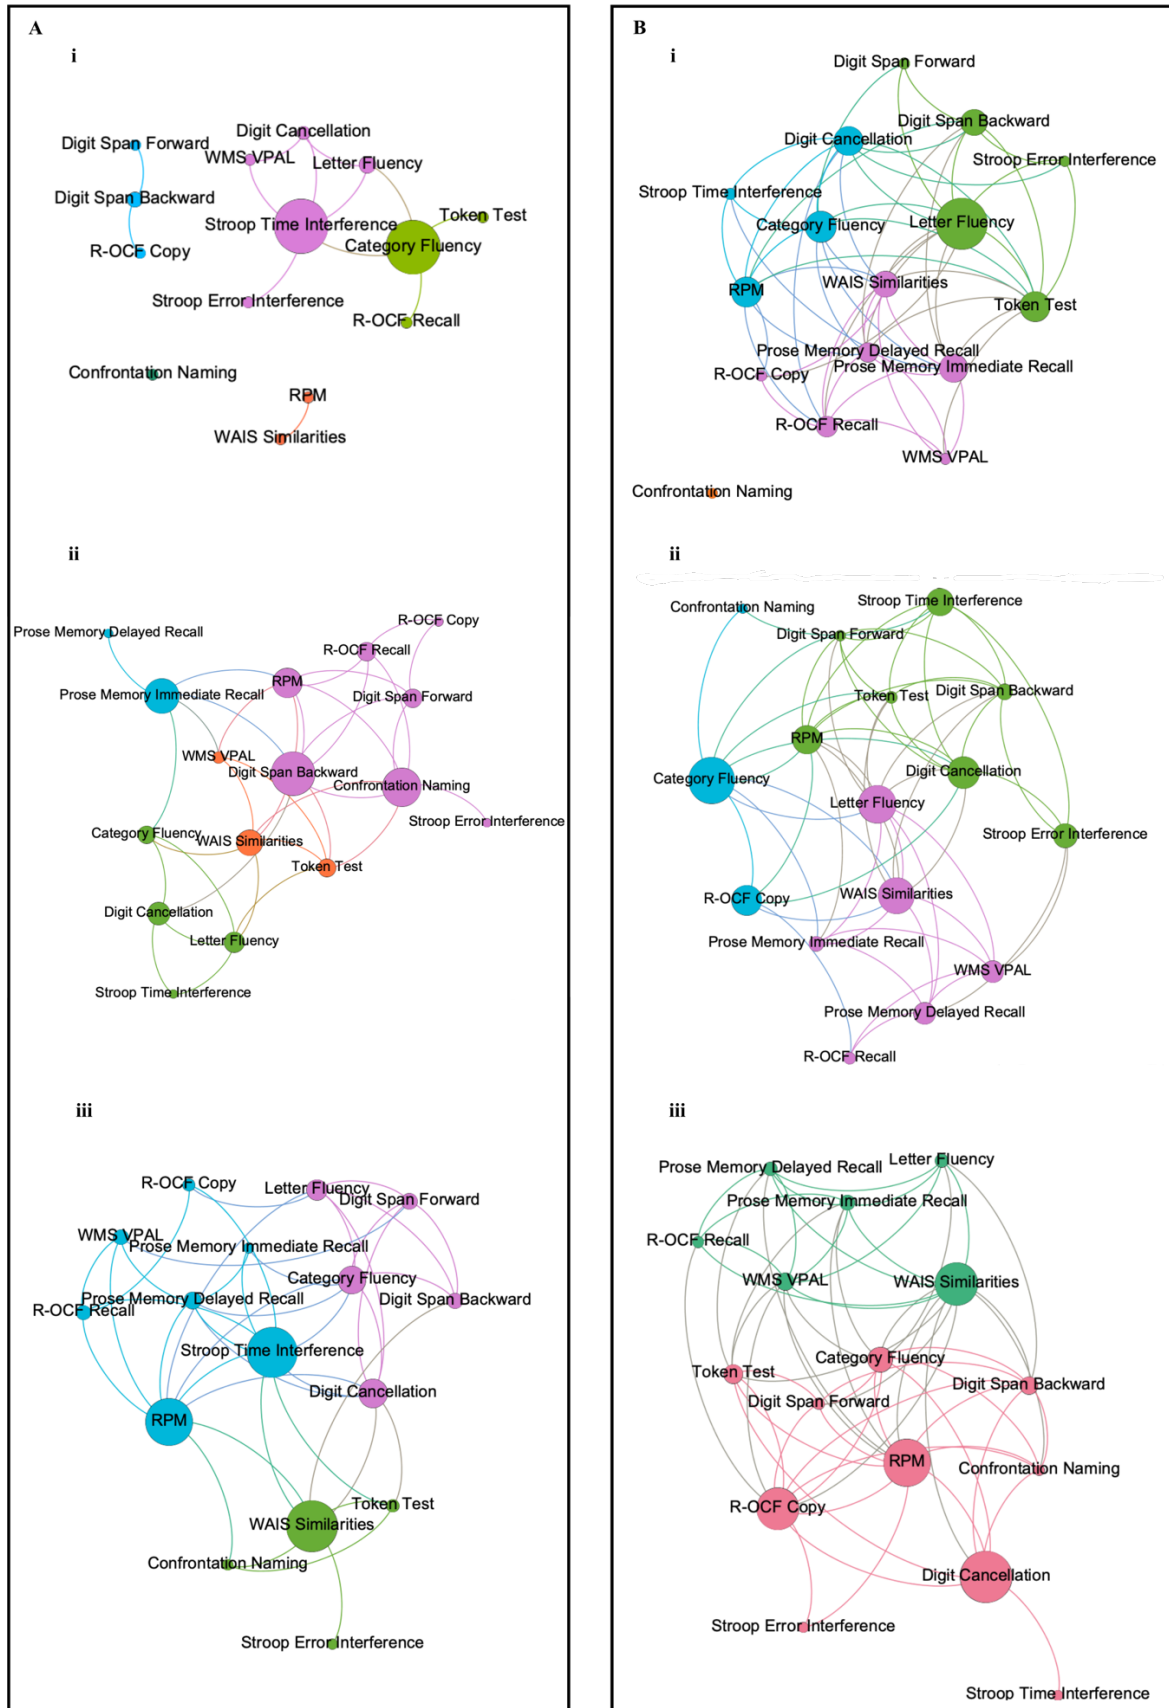 A
i
Digit Cancellation
Digit Span Forward
WMS VPAL
Letter Fluency
Digit Span Backward
Token Test
Stroop Time Interference
Category Fluency
R-OCF Copy
Stroop Error Interference
R-OCF Recall
Confrontation Naming
RPM
WAIS Similarities
ii
R-OCF Copy
Prose Memory Delayed Recall
R-OCF Recall
RPM
Prose Memory Immediate Recall
Digit Span Forward
WMS VPAL
Digit Span Backward
Confrontation Naming
Stroop Error Interference
Category Fluency
WAIS Similarities
Token Test
Digit Cancellation
Letter Fluency
Stroop Time Interference
iii
R-OCF Copy
Letter Fluency
Digit Span Forward
WMS VPAL
Prose Memory Immediate Recall
Category Fluency
Prose Memory Delayed Recall
Digit Span Backward
R-OCF Recall
Stroop Time Interference
Digit Cancellation
RPM
Token Test
WAIS Similarities
Confrontation Naming
Stroop Error Interference
B
i
Digit Span Forward
Digit Span Backward
Digit Cancellation
Stroop Error Interference
Stroop Time Interference
Letter Fluency
Category Fluency
WAIS Similarities
RPM
Token Test
Prose Memory Delayed Recall
Prose Memory Immediate Recall
R-OCF Copy
R-OCF Recall
WMS VPAL
Confrontation Naming
ii
Stroop Time Interference
Confrontation Naming
Digit Span Forward
Token Test
Digit Span Backward
RPM
Category Fluency
Digit Cancellation
Letter Fluency
Stroop Error Interference
R-OCF Copy
WAIS Similarities
Prose Memory Immediate Recall
WMS VPAL
Prose Memory Delayed Recall
R-OCF Recall
iii
Letter Fluency
Prose Memory Delayed Recall
Prose Memory Immediate Recall
R-OCF Recall
WMS VPAL
WAIS Similarities
Category Fluency
Token Test
Digit Span Backward
Digit Span Forward
RPM
Confrontation Naming
R-OCF Copy
Digit Cancellation
Stroop Error Interference
Stroop Time Interference